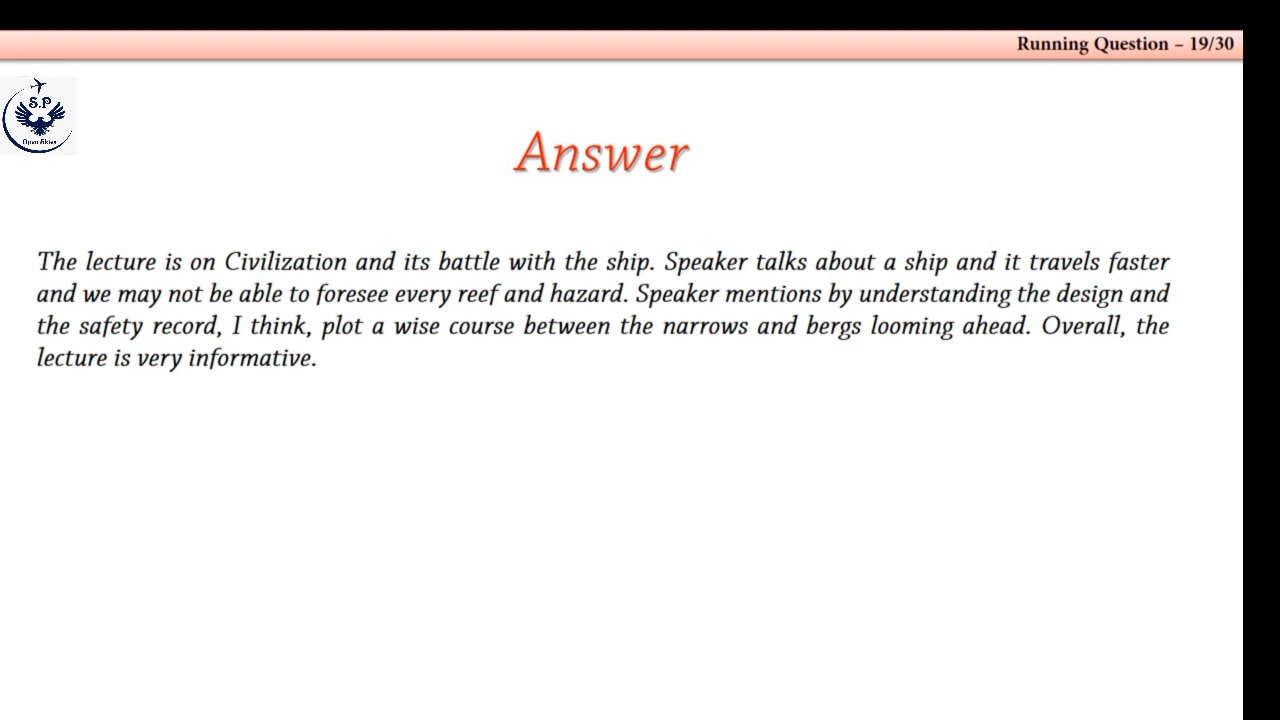 Running Question – 19/30
S.P
Open Skies
Answer
The lecture is on Civilization and its battle with the ship. Speaker talks about a ship and it travels faster
and we may not be able to foresee every reef and hazard. Speaker mentions by understanding the design and
the safety record, I think, plot a wise course between the narrows and bergs looming ahead. Overall, the
lecture is very informative.